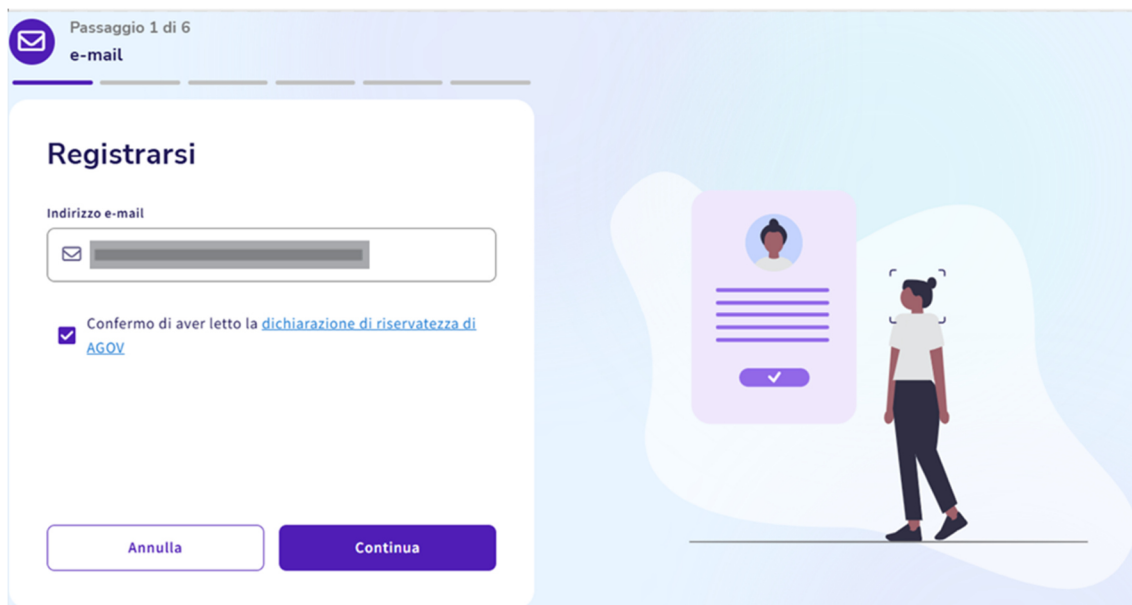 Passaggio 1 di 6
e-mail
Registrarsi
Indirizzo e-mail
Confermo di aver letto la dichiarazione di riservatezza di
AGOV
Annulla
Continua